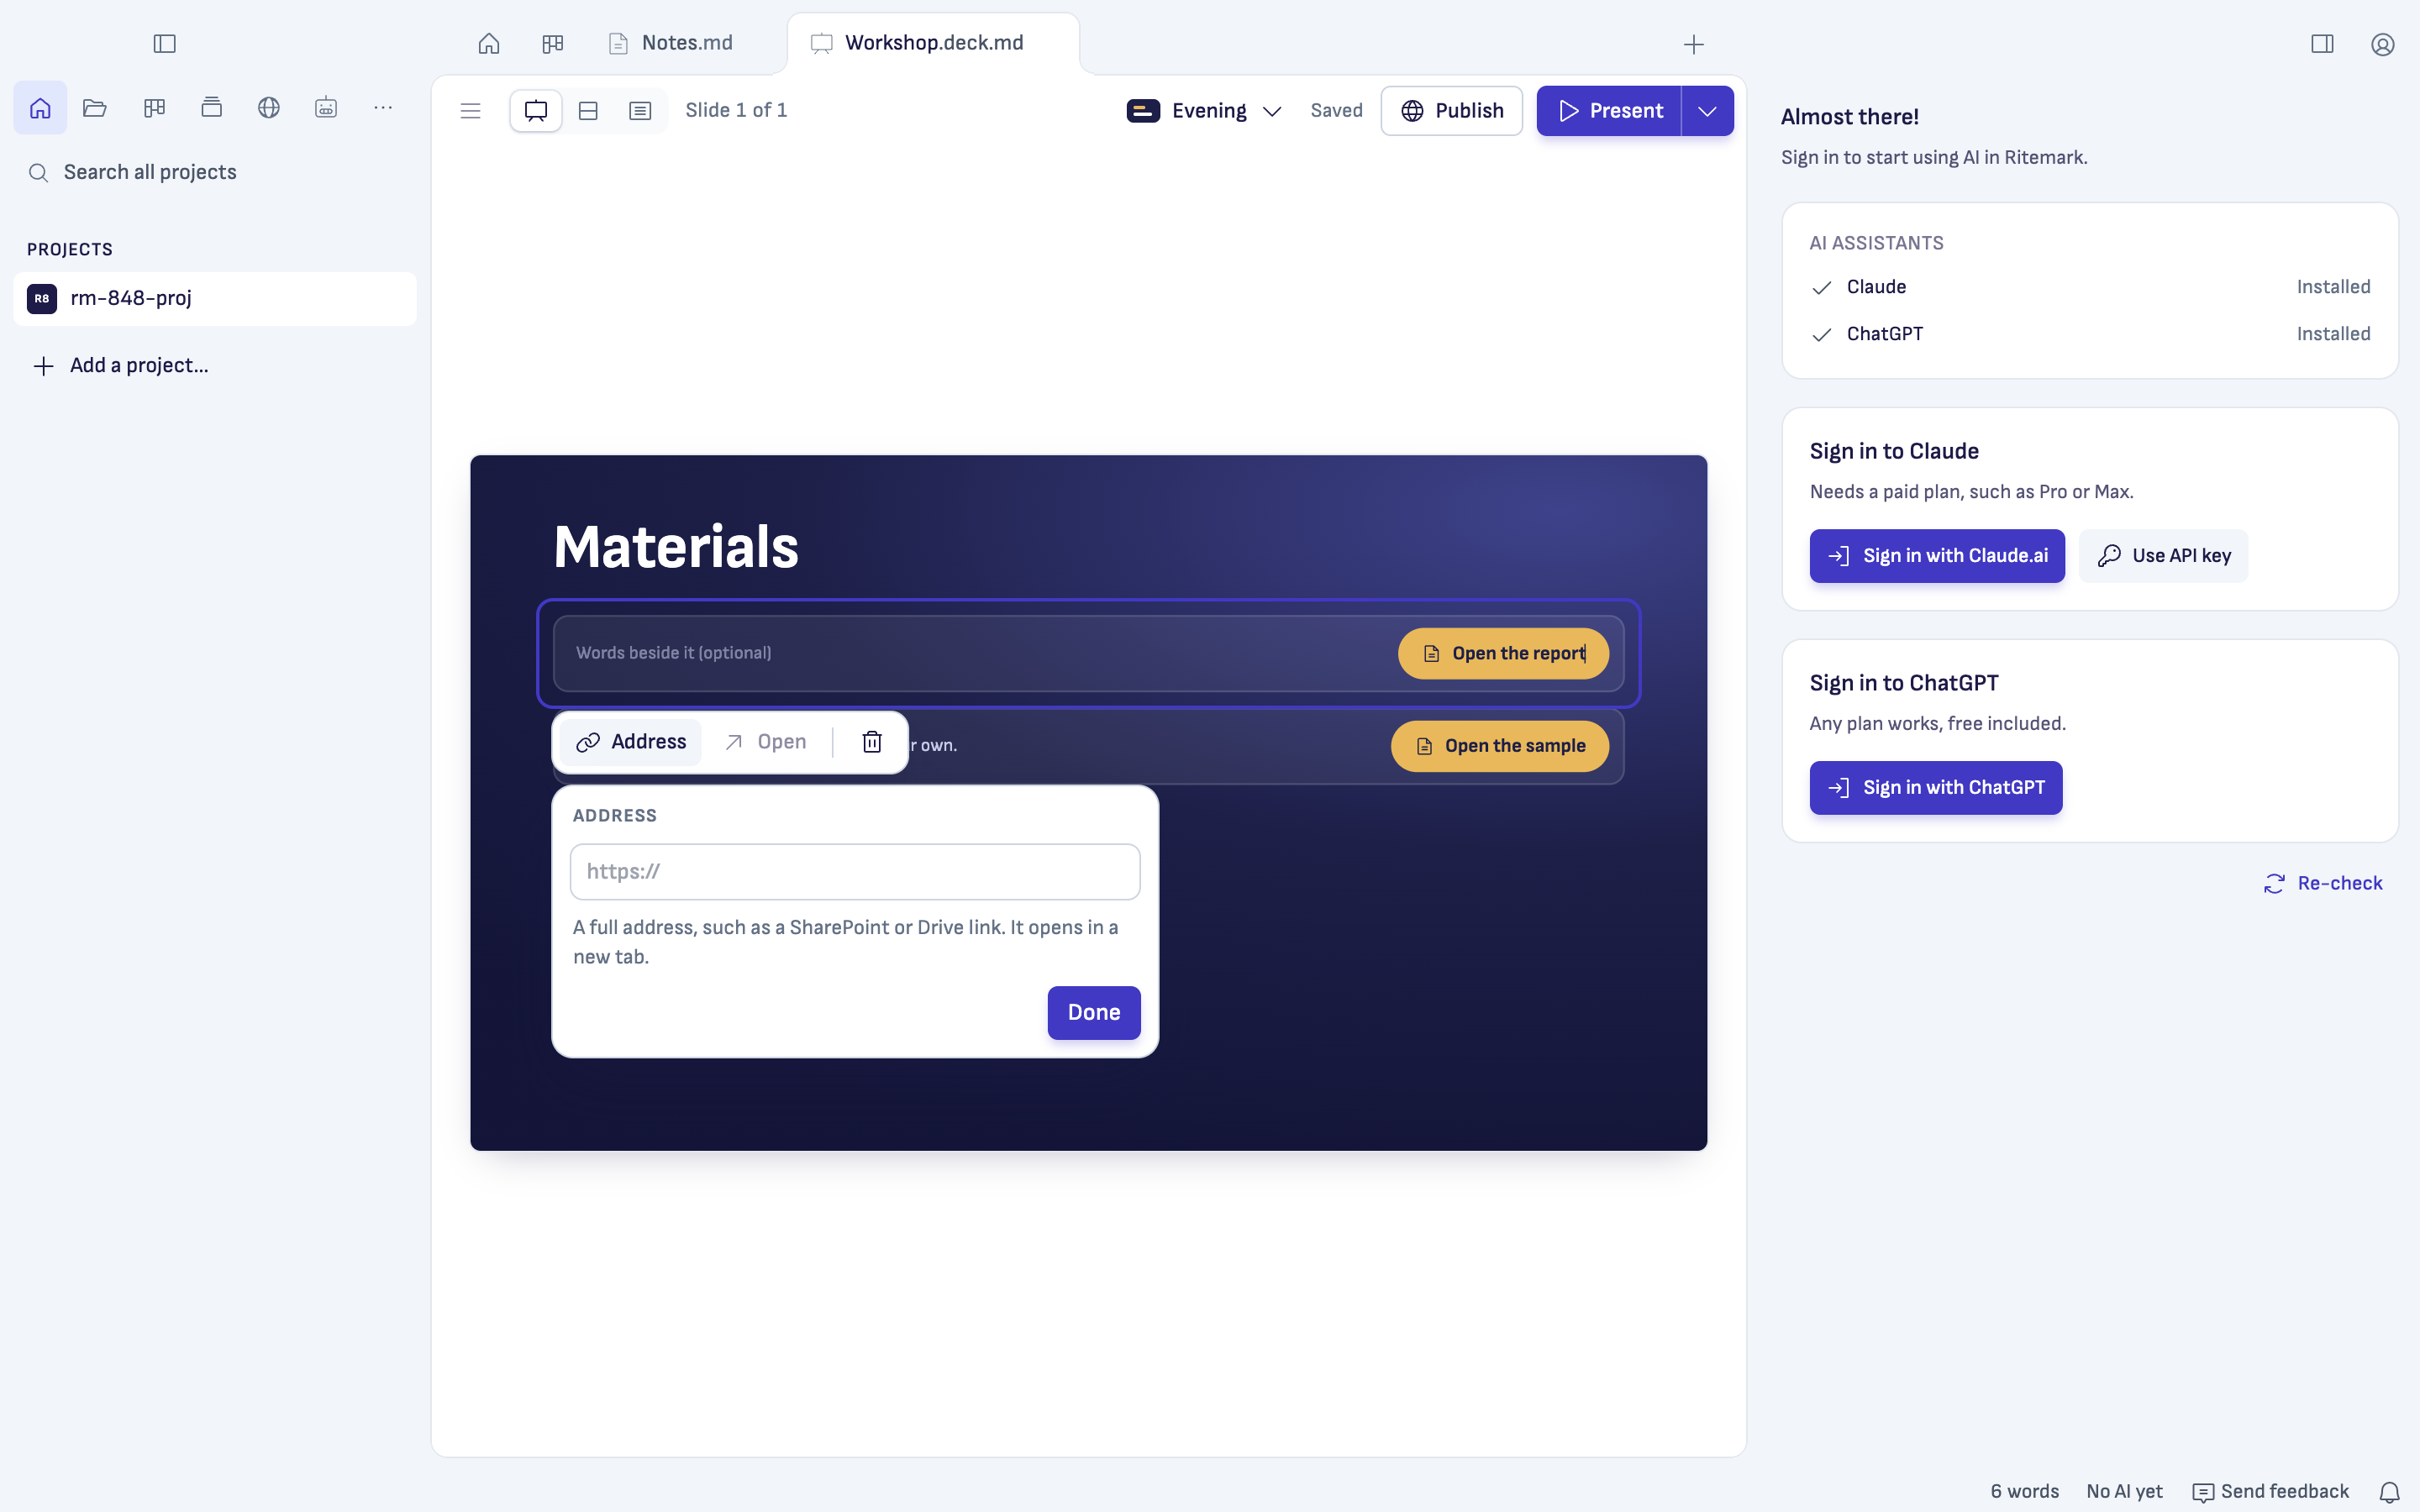 Notes.md
Workshop.deck.md
Search all projects
PROJECTS
R8 rm-848-proj
Add a project...
Slide 1 of 1
Evening
Saved
Publish
Present
Materials
Words beside it (optional)
Open the report
Address
Open
r own.
Open the sample
ADDRESS
https://
A full address, such as a SharePoint or Drive link. It opens in a
new tab.
Done
Almost there!
Sign in to start using AI in Ritemark.
AI ASSISTANTS
Claude Installed
ChatGPT Installed
Sign in to Claude
Needs a paid plan, such as Pro or Max.
Sign in with Claude.ai
Use API key
Sign in to ChatGPT
Any plan works, free included.
Sign in with ChatGPT
Re-check
6 words
No AI yet
Send feedback